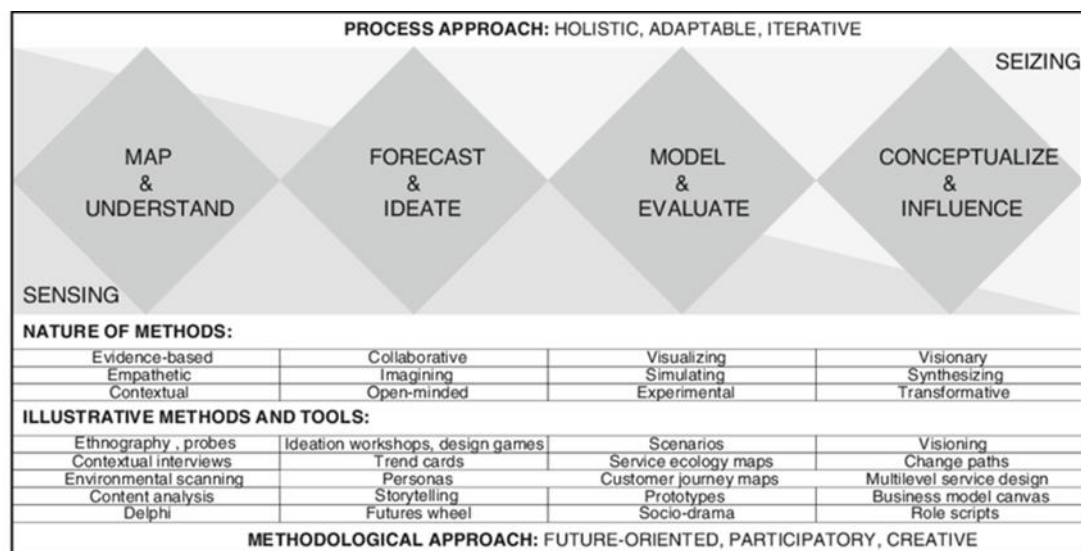 PROCESS APPROACH: HOLISTIC, ADAPTABLE, ITERATIVE
SEIZING
MAP
&
UNDERSTAND
FORECAST
&
IDEATE
MODEL
&
EVALUATE
CONCEPTUALIZE
&
INFLUENCE
SENSING
NATURE OF METHODS:
Evidence-based Collaborative Visualizing Visionary
Empathetic Imagining Simulating Synthesizing
Contextual Open-minded Experimental Transformative
ILLUSTRATIVE METHODS AND TOOLS:
Ethnography , probes Ideation workshops, design games Scenarios Visioning
Contextual interviews Trend cards Service ecology maps Change paths
Environmental scanning Personas Customer journey maps Multilevel service design
Content analysis Storytelling Prototypes Business model canvas
Delphi Futures wheel Socio-drama Role scripts
METHODOLOGICAL APPROACH: FUTURE-ORIENTED, PARTICIPATORY, CREATIVE